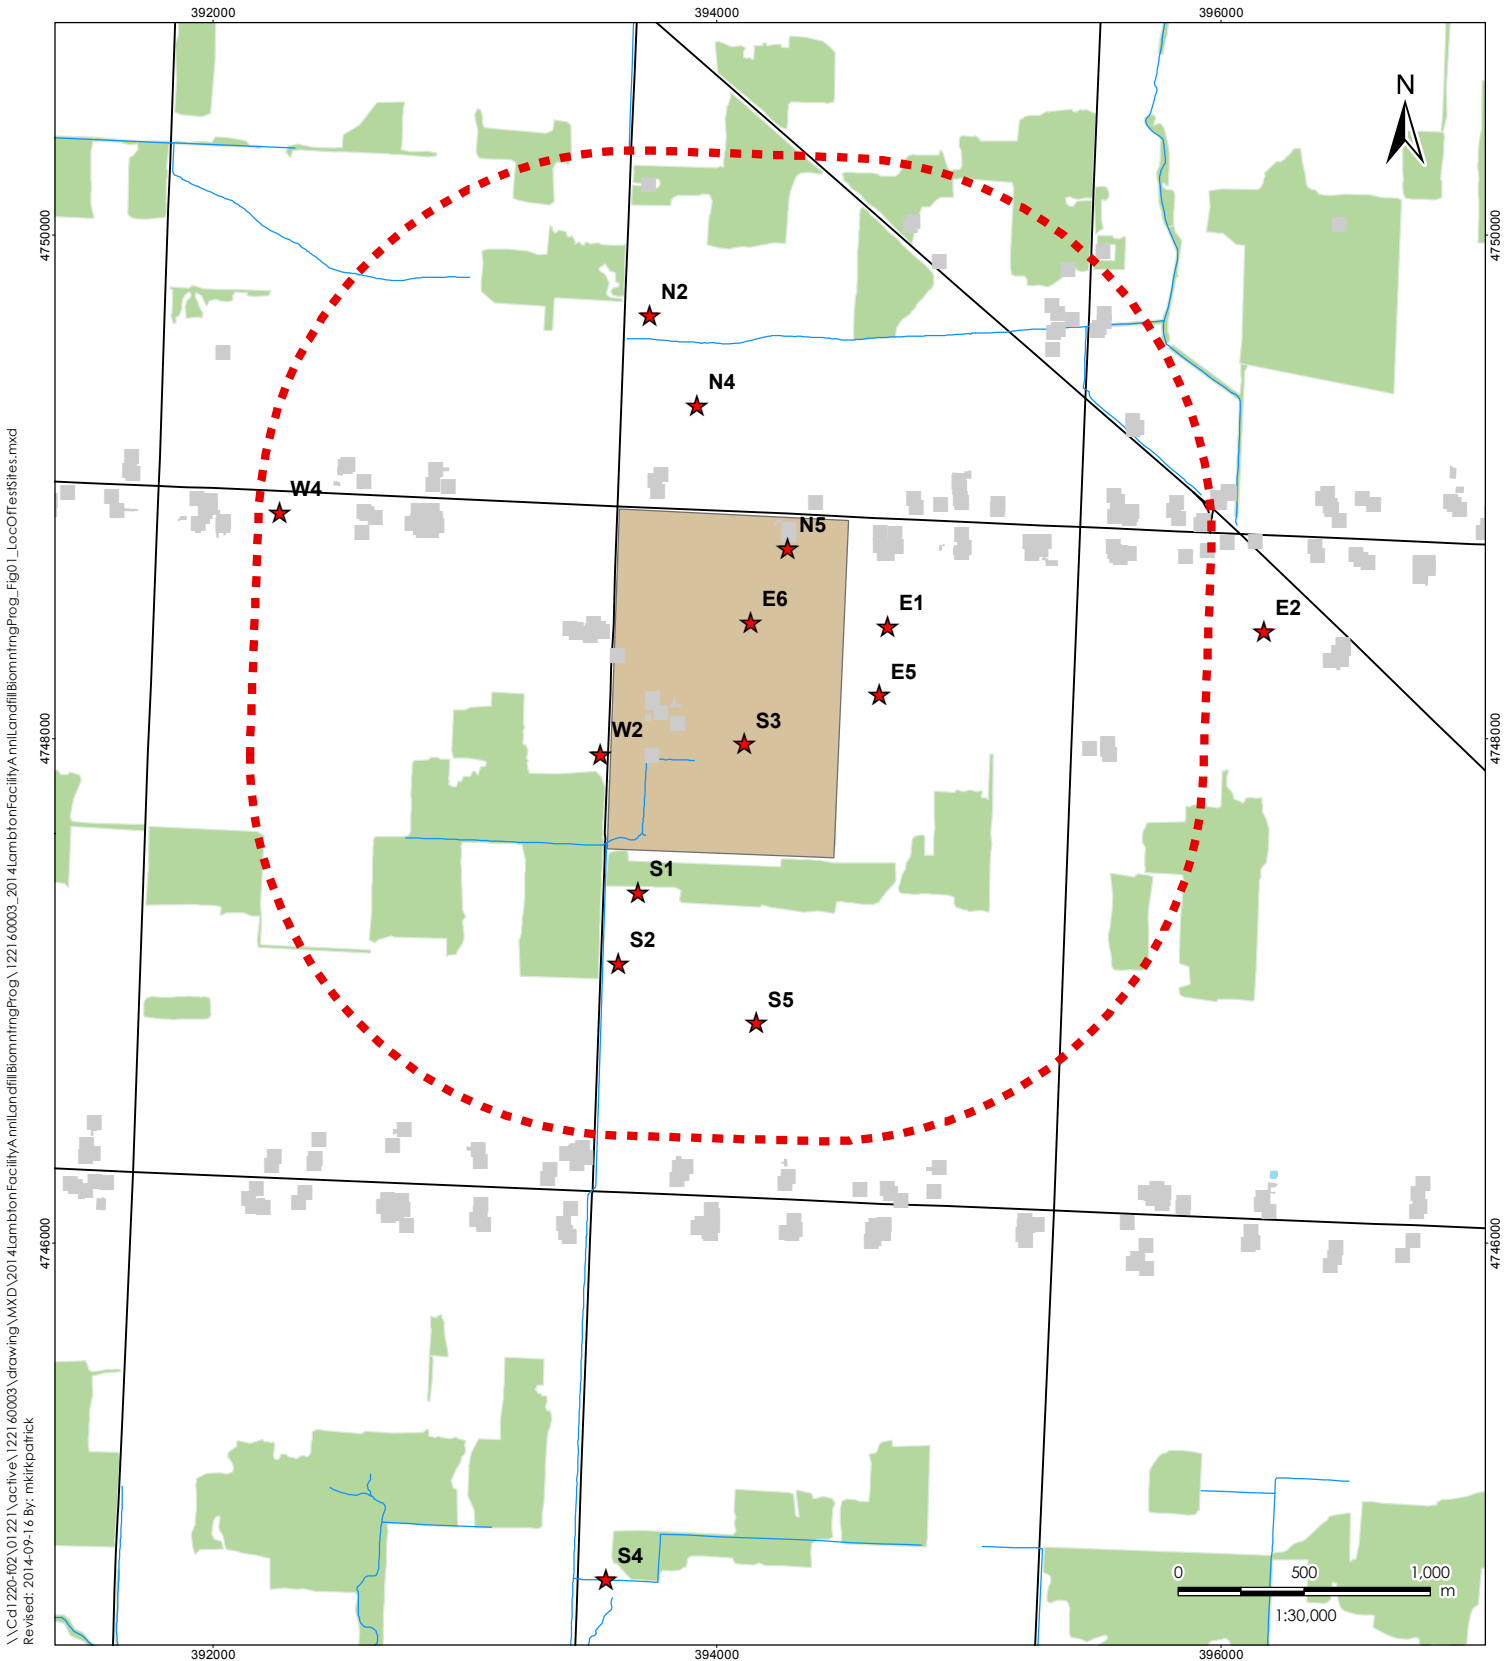 392000
394000
396000
N
4750000
4750000
N2
N4
W4
N5
E6
E1
E2
E5
S3
W2
4748000
4748000
S1
S2
S5
4746000
4746000
S4
0
500
1,000
m
1:30,000
392000
394000
396000
\\Cd1220-f02\01221\active\122160003\drawing\MXD\2014LambtonFacilityAnnlLandfillBiomntrngProg\122160003_2014LambtonFacilityAnnlLandfillBiomntrngProg_Fig01_LocOfTestSites.mxd
Revised: 2014-09-16 By: mkirkpatrick